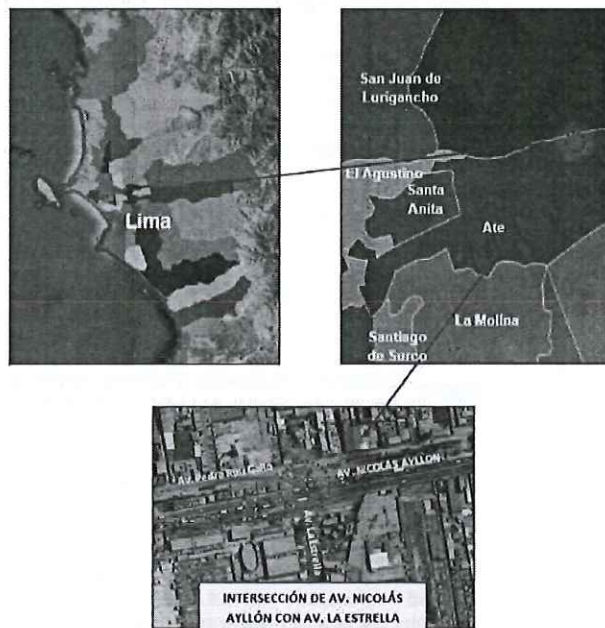 Lima
San Juan de
Lurigancho
El Agustino
Santa
Anita
Ate
La Molina
Santiago
de Surco
Av. Pedro Ruiz Gallo
AV. NICOLÁS AYLLÓN
Av. La Estrella
INTERSECCIÓN DE AV. NICOLÁS
AYLLÓN CON AV. LA ESTRELLA